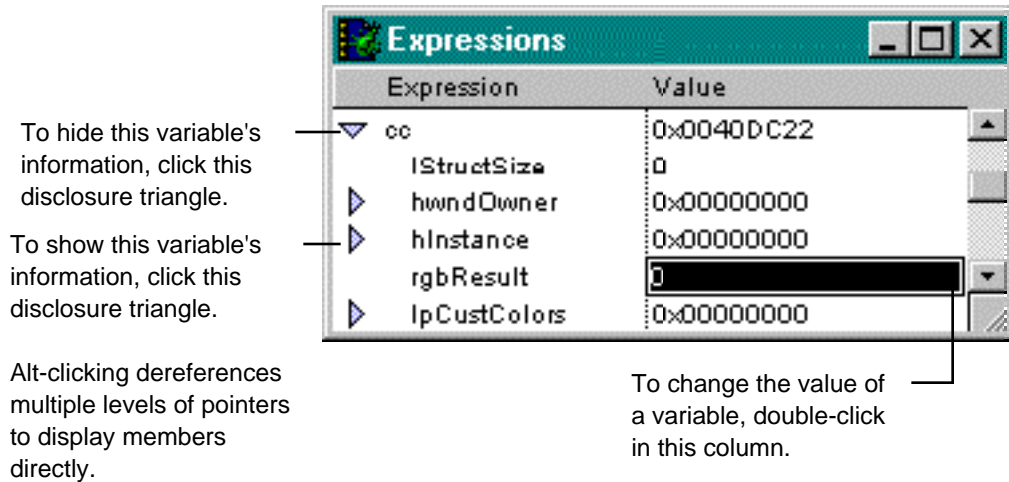 Expressions
Expression Value
cc 0x0040DC22
lStructSize 0
hwndOwner 0x00000000
hInstance 0x00000000
rgbResult 0
lpCustColors 0x00000000
To hide this variable's
information, click this
disclosure triangle.
To show this variable's
information, click this
disclosure triangle.
Alt-clicking dereferences
multiple levels of pointers
to display members
directly.
To change the value of
a variable, double-click
in this column.